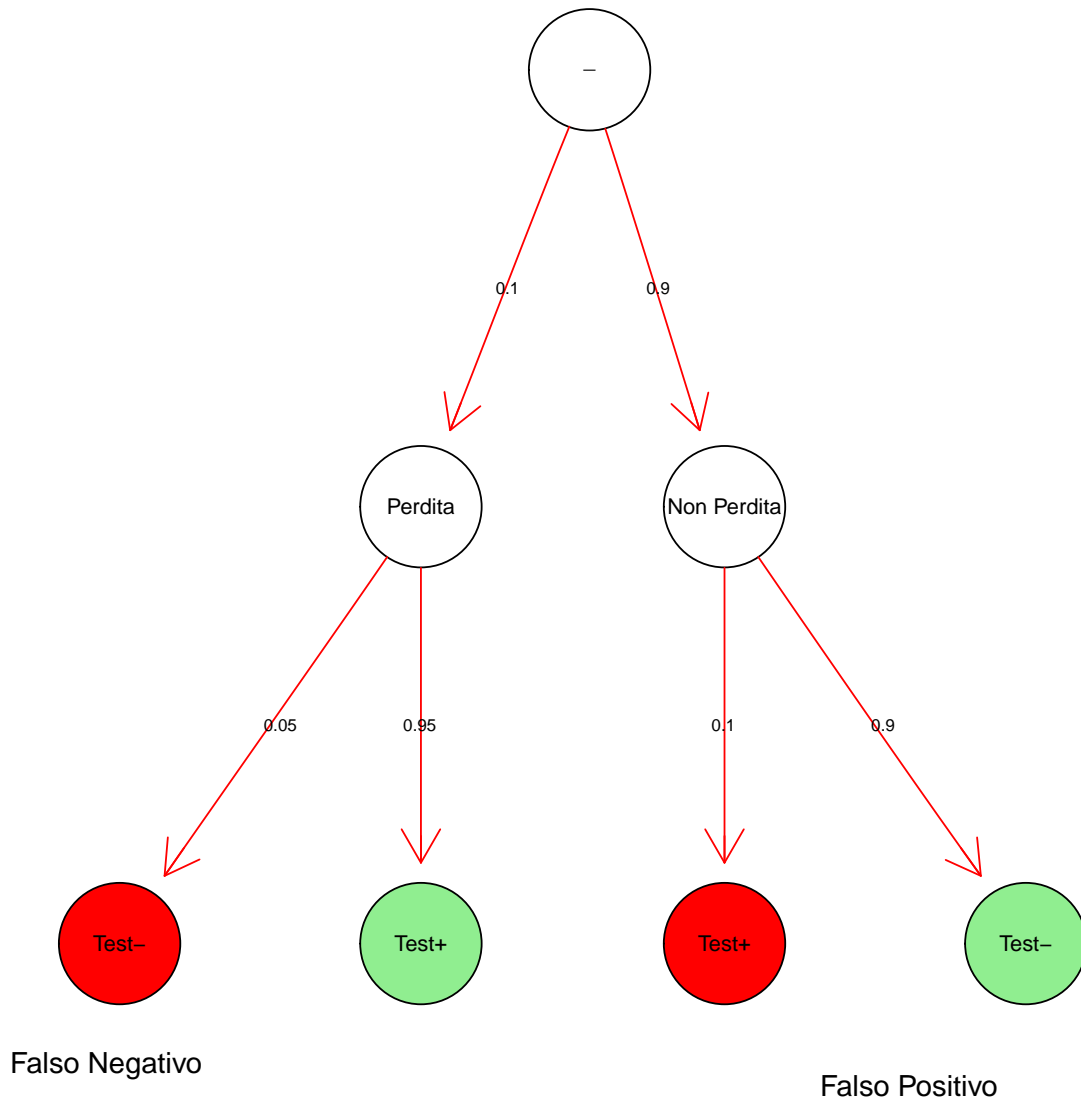 –
0.1
0.9
Perdita
Non Perdita
0.05
0.95
0.1
0.9
Test–
Test+
Test+
Test–
Falso Negativo
Falso Positivo